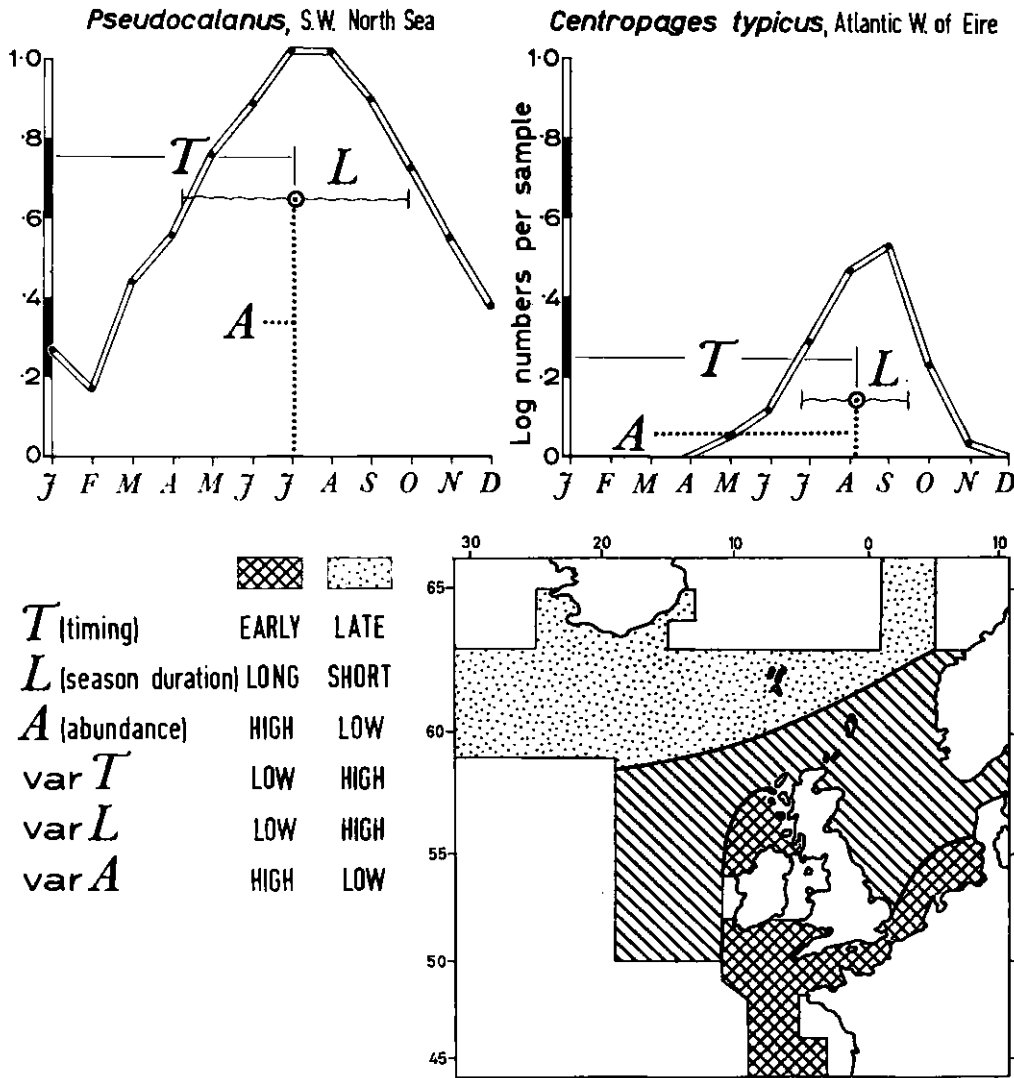 Pseudocalanus, S.W. North Sea
1·0
·8
·6
·4
·2
0
T
L
A
J F M A M J J A S O N D
Centropages typicus, Atlantic W. of Eire
Log numbers per sample
1·0
·8
·6
·4
·2
0
T
L
A
J F M A M J J A S O N D
T (timing) EARLY LATE
L (season duration) LONG SHORT
A (abundance) HIGH LOW
var T LOW HIGH
var L LOW HIGH
var A HIGH LOW
30 20 10 0 10
65
60
55
50
45